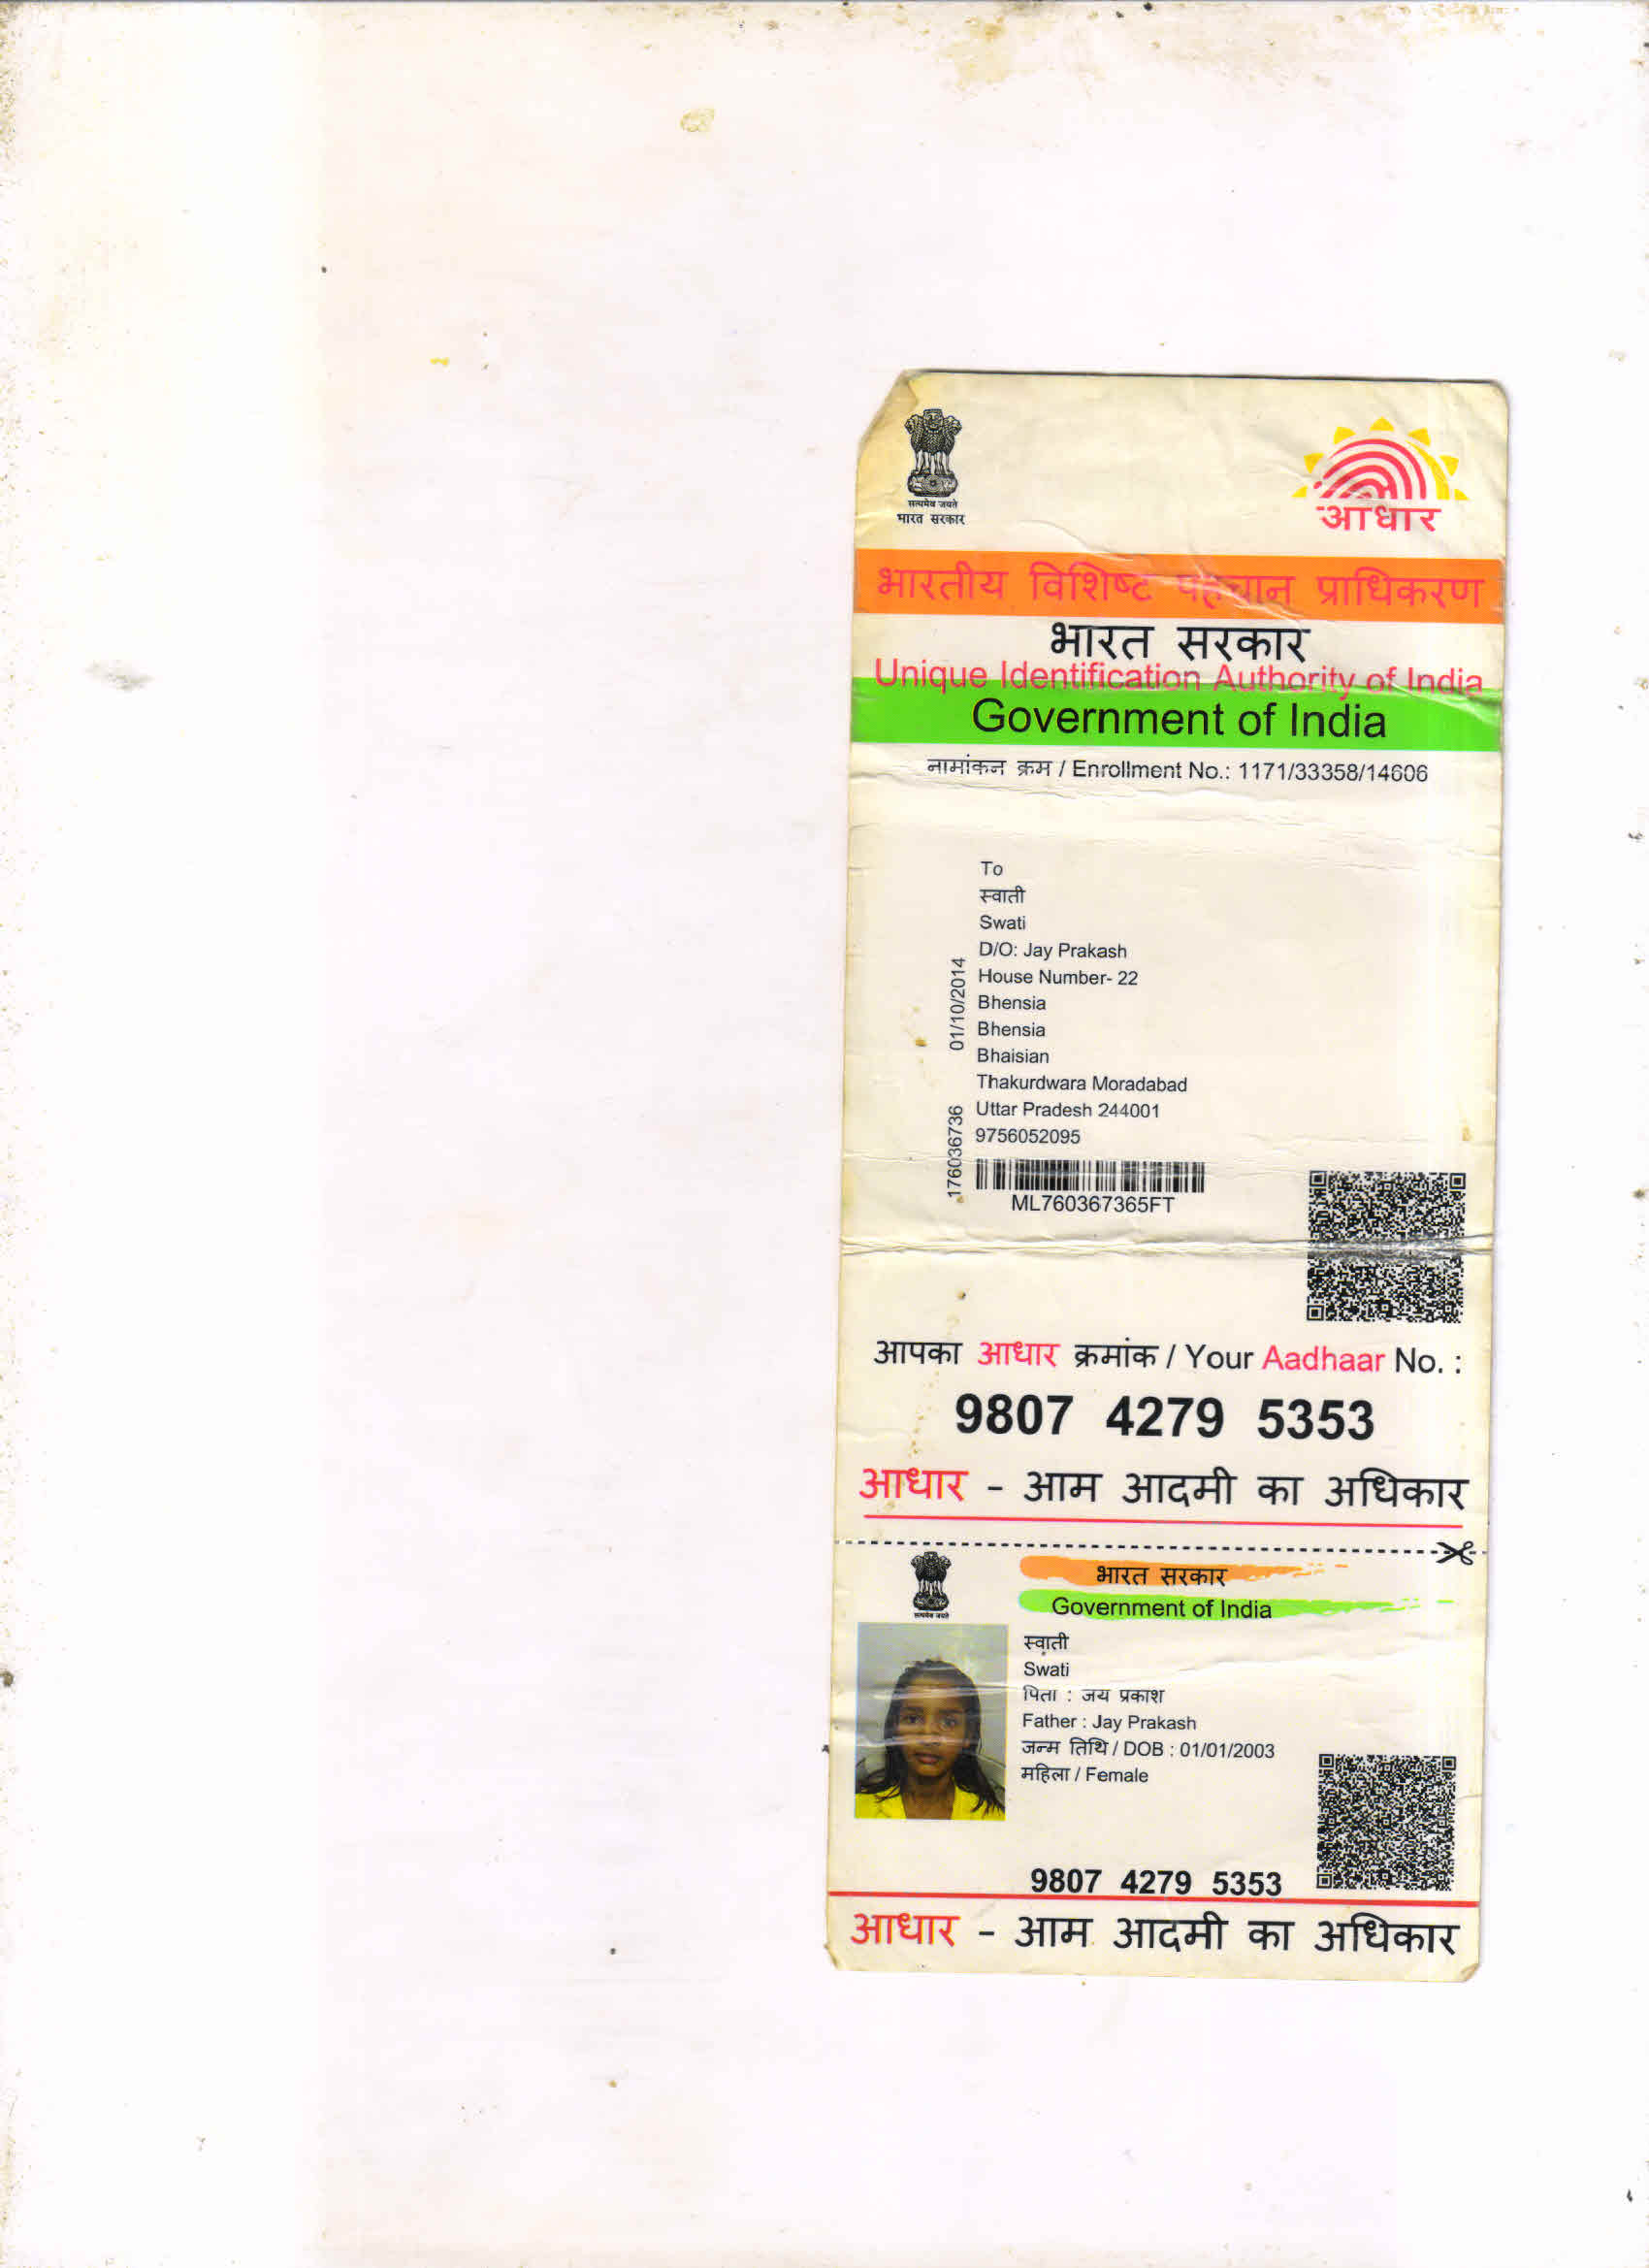 सत्यमेव जयते
भारत सरकार
आधार
भारतीय विशिष्ट पहचान प्राधिकरण
भारत सरकार
Unique Identification Authority of India
Government of India
नामांकन क्रम / Enrollment No.: 1171/33358/14606
To
स्वाती
Swati
D/O: Jay Prakash
House Number- 22
Bhensia
Bhensia
Bhaisian
Thakurdwara Moradabad
Uttar Pradesh 244001
9756052095
01/10/2014
176036736
ML760367365FT
आपका आधार क्रमांक / Your Aadhaar No. :
9807 4279 5353
आधार - आम आदमी का अधिकार
सत्यमेव जयते
भारत सरकार
Government of India
स्वाती
Swati
पिता : जय प्रकाश
Father : Jay Prakash
जन्म तिथि / DOB : 01/01/2003
महिला / Female
9807 4279 5353
आधार - आम आदमी का अधिकार